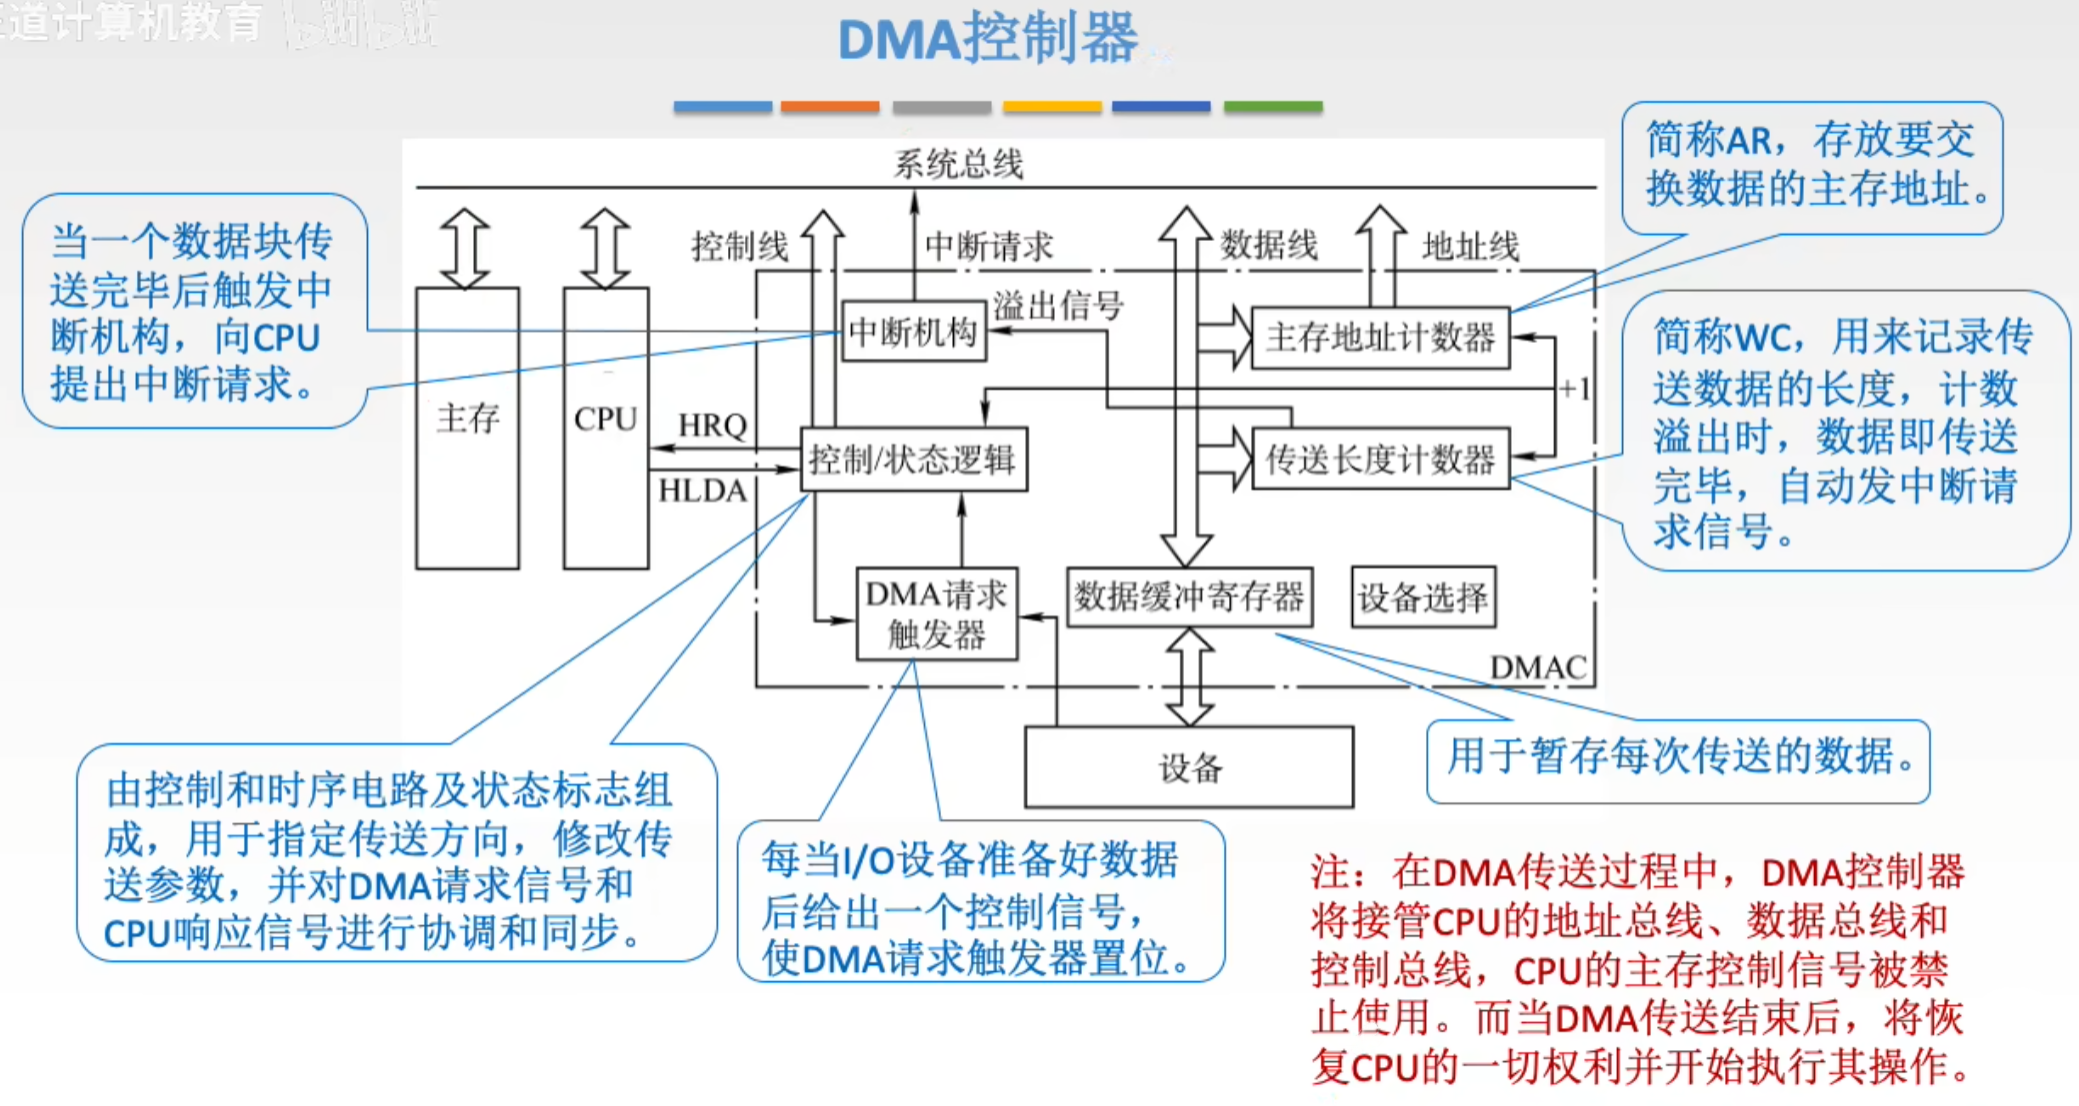 道计算机教育 bilibili
DMA控制器
系统总线
控制线
中断请求
数据线
地址线
溢出信号
中断机构
主存地址计数器
+1
主存
CPU
HRQ
HLDA
控制/状态逻辑
传送长度计数器
DMA请求
触发器
数据缓冲寄存器
设备选择
DMAC
设备
当一个数据块传
送完毕后触发中
断机构，向CPU
提出中断请求。
简称AR，存放要交
换数据的主存地址。
简称WC，用来记录传
送数据的长度，计数
溢出时，数据即传送
完毕，自动发中断请
求信号。
由控制和时序电路及状态标志组
成，用于指定传送方向，修改传
送参数，并对DMA请求信号和
CPU响应信号进行协调和同步。
每当I/O设备准备好数据
后给出一个控制信号，
使DMA请求触发器置位。
用于暂存每次传送的数据。
注：在DMA传送过程中，DMA控制器
将接管CPU的地址总线、数据总线和
控制总线，CPU的主存控制信号被禁
止使用。而当DMA传送结束后，将恢
复CPU的一切权利并开始执行其操作。